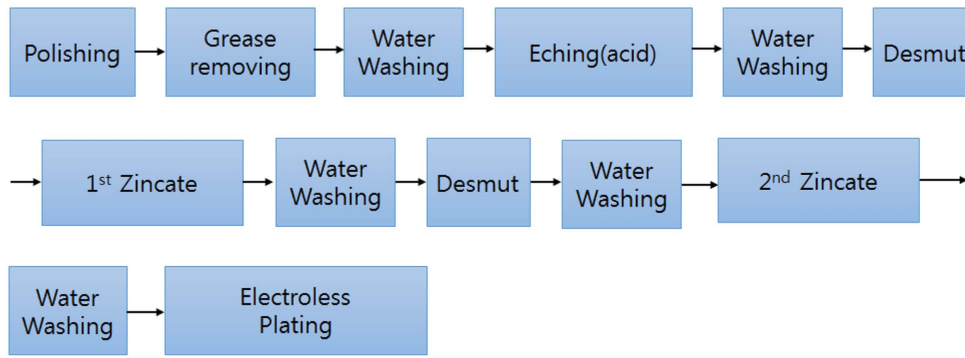 Polishing
Grease
removing
Water
Washing
Eching(acid)
Water
Washing
Desmut
1st Zincate
Water
Washing
Desmut
Water
Washing
2nd Zincate
Water
Washing
Electroless
Plating